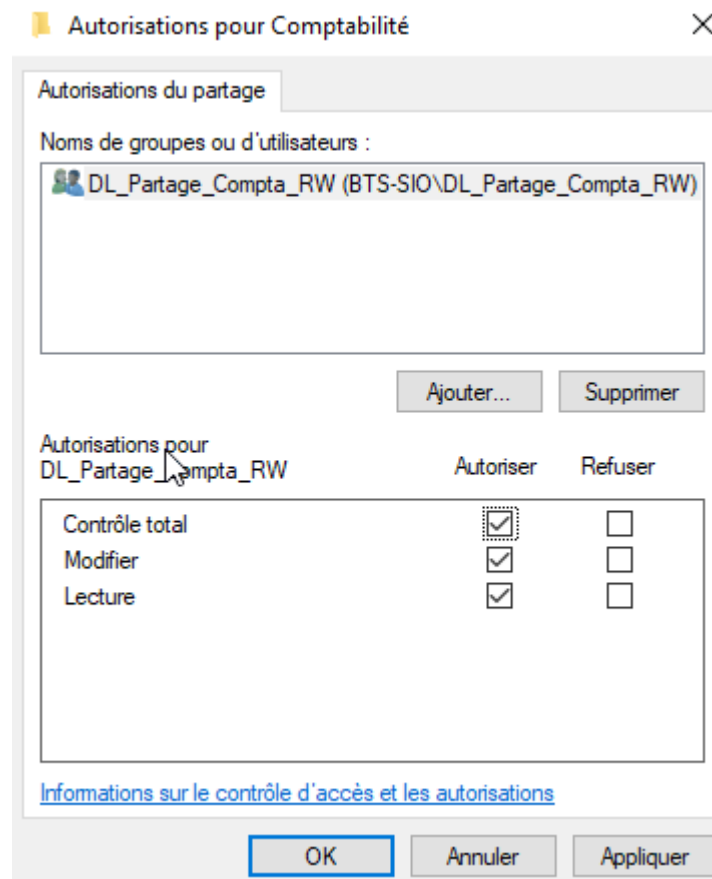 Autorisations pour Comptabilité
Autorisations du partage
Noms de groupes ou d'utilisateurs :
DL_Partage_Compta_RW (BTS-SIO\DL_Partage_Compta_RW)
Ajouter... Supprimer
Autorisations pour
DL_Partage_Compta_RW Autoriser Refuser
Contrôle total
Modifier
Lecture
Informations sur le contrôle d'accès et les autorisations
OK Annuler Appliquer